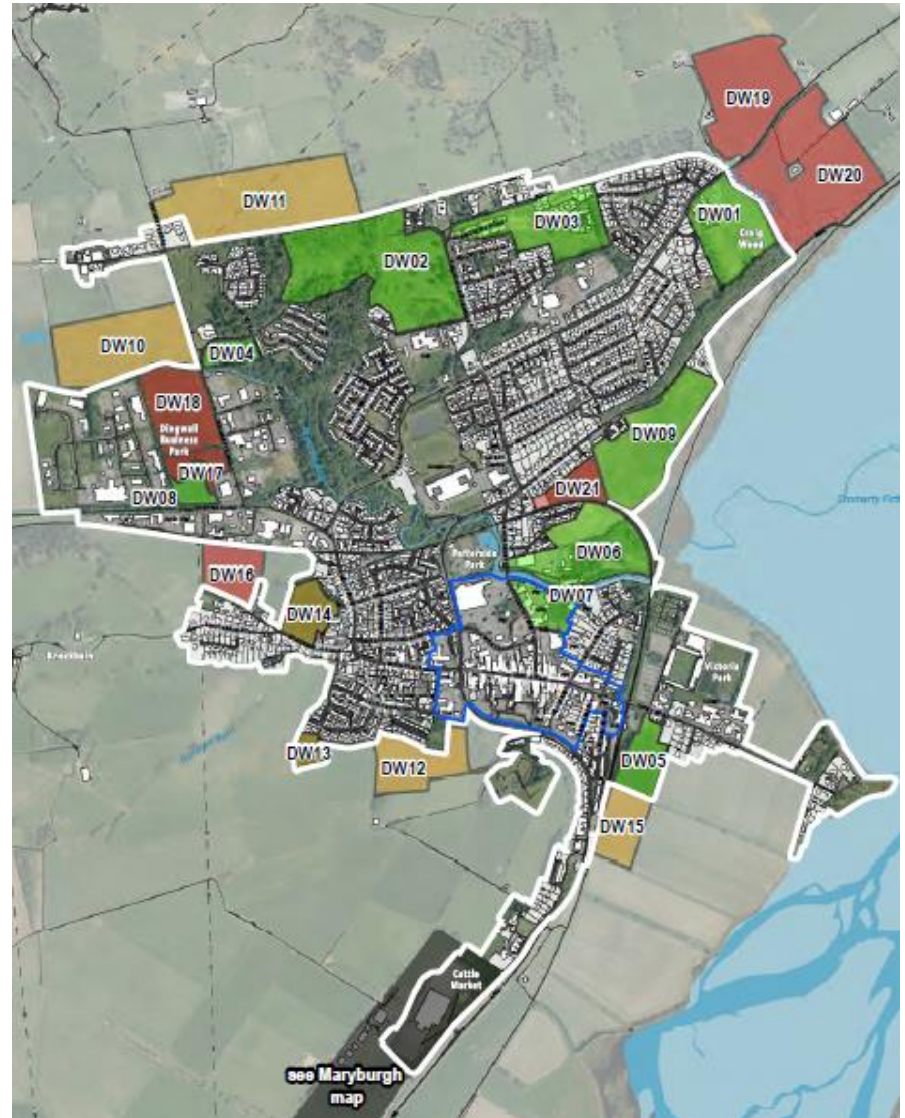 DW19
DW20
DW11
DW03
DW01
Craig
Wood
DW02
DW10
DW04
DW18
Dingwall
Business
Park
DW09
DW17
DW08
DW21
DW06
Pefferside
Park
DW16
DW07
DW14
Victoria
Park
DW13
DW12
DW05
DW15
Cattle
Market
see Maryburgh
map